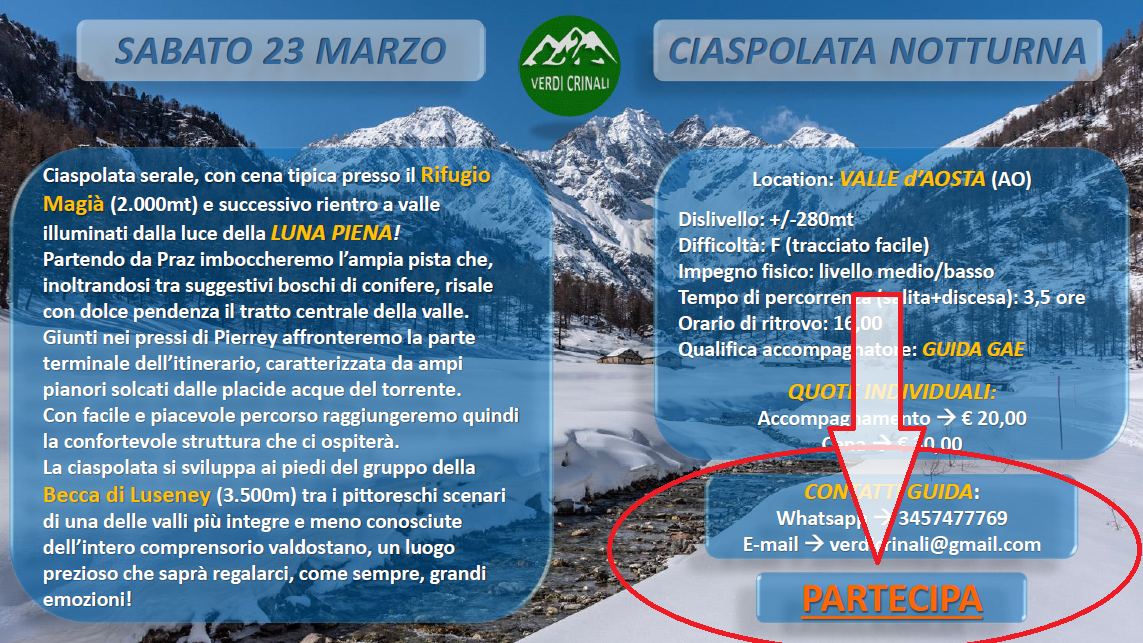 SABATO 23 MARZO
VERDI CRINALI
CIASPOLATA NOTTURNA
Ciaspolata serale, con cena tipica presso il Rifugio
Magià (2.000mt) e successivo rientro a valle
illuminati dalla luce della LUNA PIENA!
Partendo da Praz imboccheremo l'ampia pista che,
inoltrandosi tra suggestivi boschi di conifere, risale
con dolce pendenza il tratto centrale della valle.
Giunti nei pressi di Pierrey affronteremo la parte
terminale dell'itinerario, caratterizzata da ampi
pianori solcati dalle placide acque del torrente.
Con facile e piacevole percorso raggiungeremo quindi
la confortevole struttura che ci ospiterà.
La ciaspolata si sviluppa ai piedi del gruppo della
Becca di Luseney (3.500m) tra i pittoreschi scenari
di una delle valli più integre e meno conosciute
dell'intero comprensorio valdostano, un luogo
prezioso che saprà regalarci, come sempre, grandi
emozioni!
Location: VALLE d'AOSTA (AO)
Dislivello: +/-280mt
Difficoltà: F (tracciato facile)
Impegno fisico: livello medio/basso
Tempo di percorrenza (salita+discesa): 3,5 ore
Orario di ritrovo: 16,00
Qualifica accompagnatore: GUIDA GAE
QUOTE INDIVIDUALI:
Accompagnamento → € 20,00
Cena → €
CONTATTI GUIDA:
Whatsapp → 3457477769
E-mail → verdicrinali@gmail.com
PARTECIPA